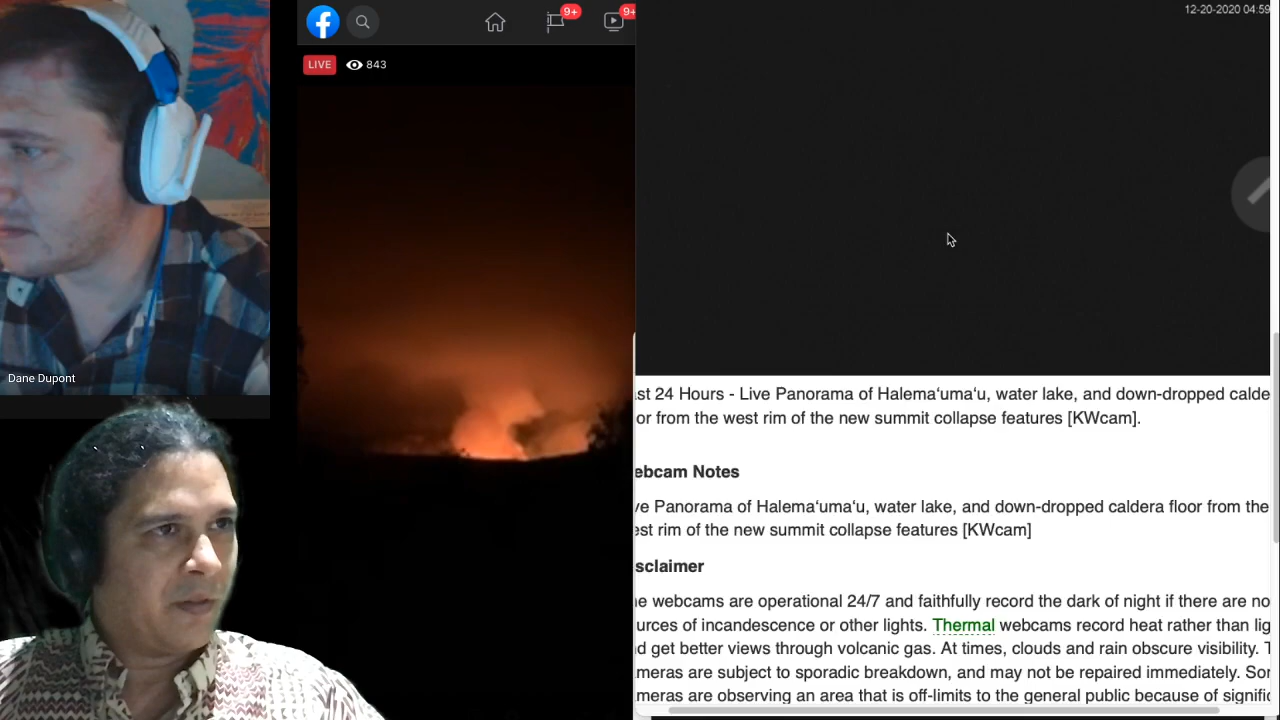 9+
9+
LIVE 843
12-20-2020 04:59
Dane Dupont
st 24 Hours - Live Panorama of Halemaʻumaʻu, water lake, and down-dropped calde
or from the west rim of the new summit collapse features [KWcam].
ebcam Notes
ve Panorama of Halemaʻumaʻu, water lake, and down-dropped caldera floor from the
est rim of the new summit collapse features [KWcam]
sclaimer
e webcams are operational 24/7 and faithfully record the dark of night if there are no
urces of incandescence or other lights. Thermal webcams record heat rather than lig
d get better views through volcanic gas. At times, clouds and rain obscure visibility. T
meras are subject to sporadic breakdown, and may not be repaired immediately. Sor
meras are observing an area that is off-limits to the general public because of signific